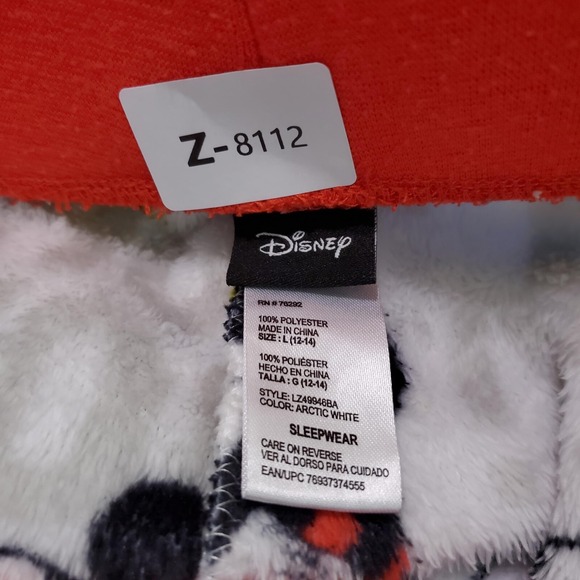 Z-8112
Disney
RN # 76292
100% POLYESTER
MADE IN CHINA
SIZE : L (12-14)
100% POLIÉSTER
HECHO EN CHINA
TALLA : G (12-14)
STYLE: LZ49946BA
COLOR: ARCTIC WHITE
SLEEPWEAR
CARE ON REVERSE
VER AL DORSO PARA CUIDADO
EAN/UPC 76937374555